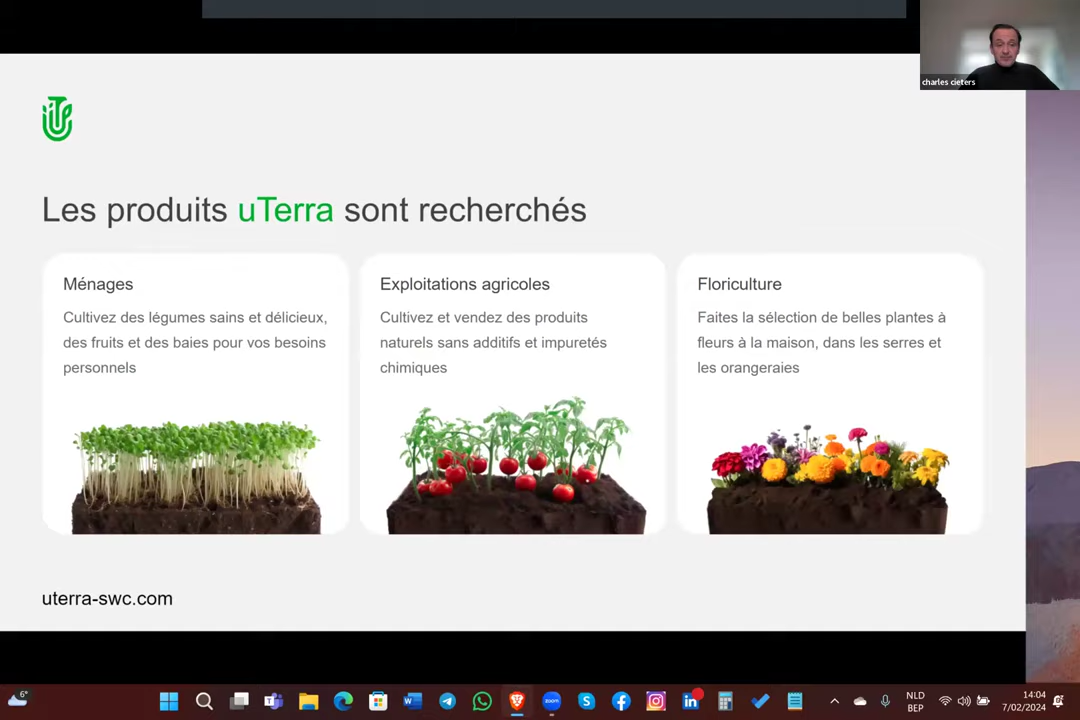 charles cieters
Les produits uTerra sont recherchés
Ménages
Cultivez des légumes sains et délicieux,
des fruits et des baies pour vos besoins
personnels
Exploitations agricoles
Cultivez et vendez des produits
naturels sans additifs et impuretés
chimiques
Floriculture
Faites la sélection de belles plantes à
fleurs à la maison, dans les serres et
les orangeraies
uterra-swc.com
6°
zoom
NLD
BEP
14:04
7/02/2024